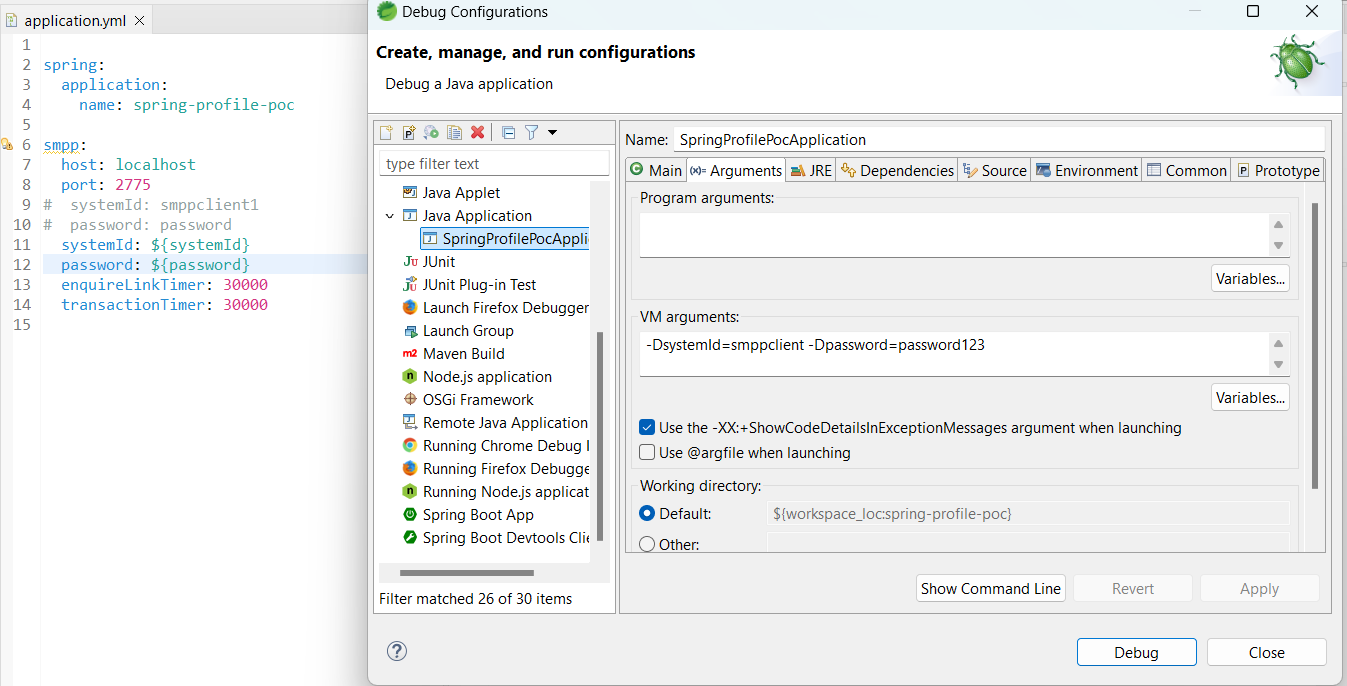 application.yml
1
2 spring:
3 application:
4 name: spring-profile-poc
5
6 smpp:
7 host: localhost
8 port: 2775
9 # systemId: smppclient1
10 # password: password
11 systemId: ${systemId}
12 password: ${password}
13 enquireLinkTimer: 30000
14 transactionTimer: 30000
15
Debug Configurations
Create, manage, and run configurations
Debug a Java application
type filter text
Java Applet
Java Application
SpringProfilePocAppli
JUnit
JUnit Plug-in Test
Launch Firefox Debugger
Launch Group
Maven Build
Node.js application
OSGi Framework
Remote Java Application
Running Chrome Debug
Running Firefox Debugge
Running Node.js applicat
Spring Boot App
Spring Boot Devtools Clie
Filter matched 26 of 30 items
Name: SpringProfilePocApplication
Main (x)= Arguments JRE Dependencies Source Environment Common Prototype
Program arguments:
Variables...
VM arguments:
-DsystemId=smppclient -Dpassword=password123
Variables...
Use the -XX:+ShowCodeDetailsInExceptionMessages argument when launching
Use @argfile when launching
Working directory:
Default: ${workspace_loc:spring-profile-poc}
Other:
Show Command Line Revert Apply
? Debug Close